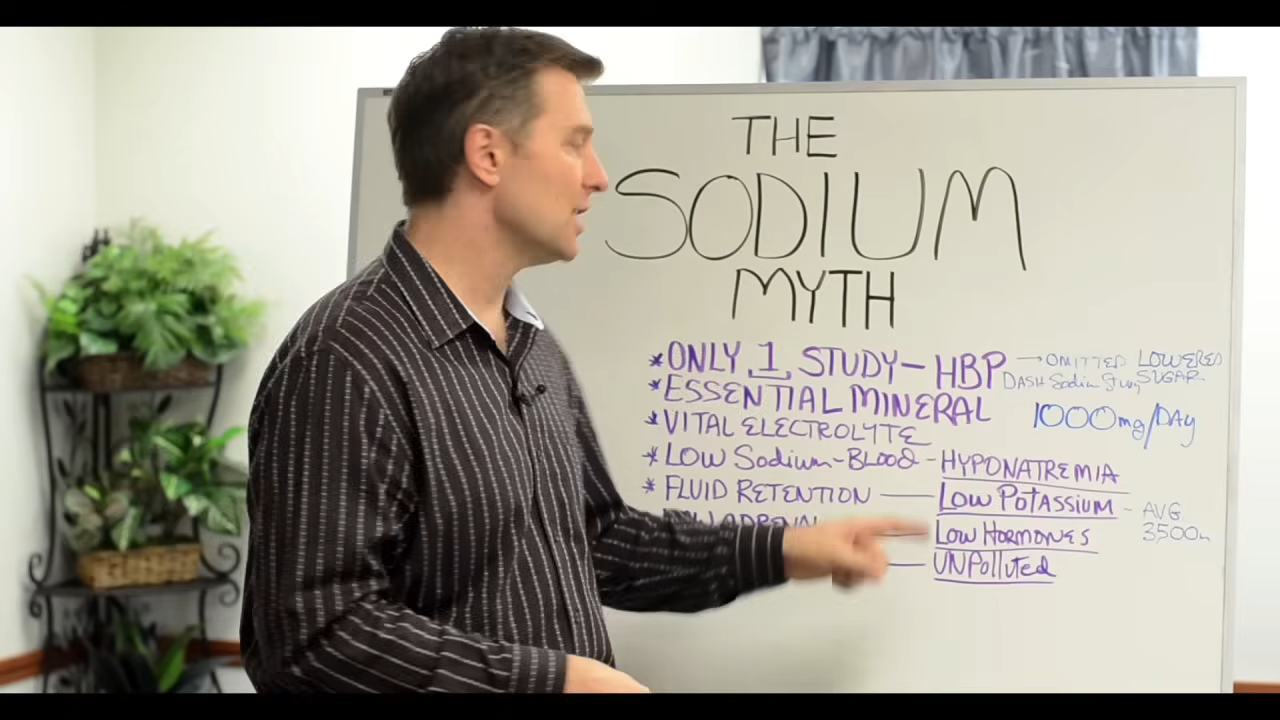 THE
SODIUM
MYTH
* ONLY 1 STUDY - HBP → OMITTED LOWERED
DASH Sodium Study SUGAR
* ESSENTIAL MINERAL 1000mg/DAY
* VITAL ELECTROLYTE
* LOW SODIUM-BLOOD - HYPONATREMIA
* FLUID RETENTION — LOW POTASSIUM - AVG
3500m
LOW HORMONES
UNPolluted